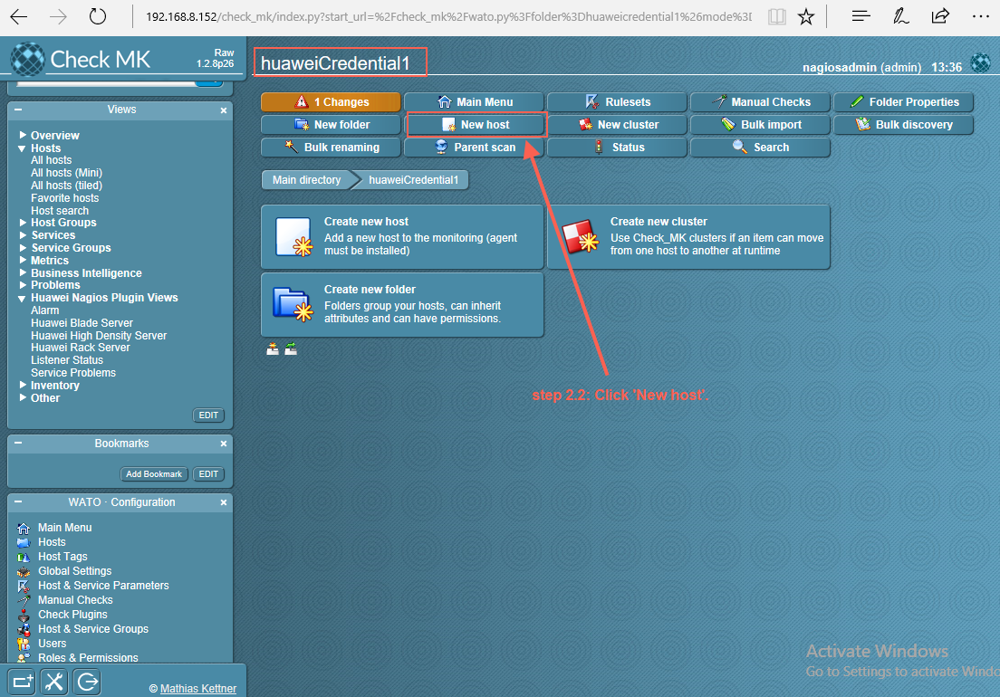 192.168.8.152/check_mk/index.py?start_url=%2Fcheck_mk%2Fwato.py%3Ffolder%3Dhuaweicredential1%26mode%3D
Check MK
Raw
1.2.8p26
huaweiCredential1
nagiosadmin (admin) 13:36
1 Changes
Main Menu
Rulesets
Manual Checks
Folder Properties
New folder
New host
New cluster
Bulk import
Bulk discovery
Bulk renaming
Parent scan
Status
Search
Main directory
huaweiCredential1
Create new host
Add a new host to the monitoring (agent
must be installed)
Create new cluster
Use Check_MK clusters if an item can move
from one host to another at runtime
Create new folder
Folders group your hosts, can inherit
attributes and can have permissions.
step 2.2: Click 'New host'.
Views
Overview
Hosts
All hosts
All hosts (Mini)
All hosts (tiled)
Favorite hosts
Host search
Host Groups
Services
Service Groups
Metrics
Business Intelligence
Problems
Huawei Nagios Plugin Views
Alarm
Huawei Blade Server
Huawei High Density Server
Huawei Rack Server
Listener Status
Service Problems
Inventory
Other
EDIT
Bookmarks
Add Bookmark
EDIT
WATO · Configuration
Main Menu
Hosts
Host Tags
Global Settings
Host & Service Parameters
Manual Checks
Check Plugins
Host & Service Groups
Users
Roles & Permissions
© Mathias Kettner
Activate Windows
Go to Settings to activate Windo